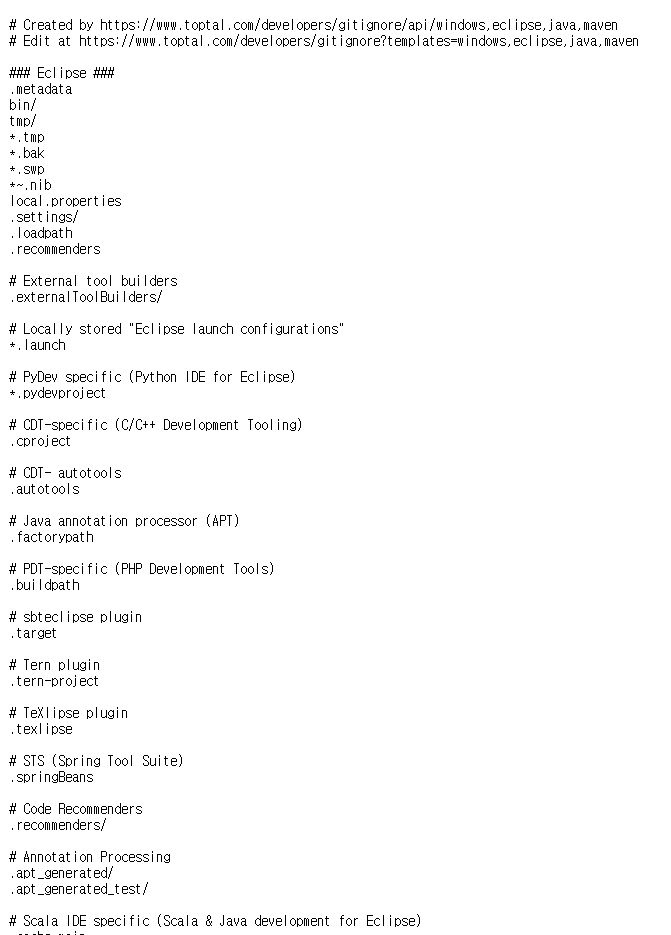 # Created by https://www.toptal.com/developers/gitignore/api/windows,eclipse,java,maven
# Edit at https://www.toptal.com/developers/gitignore?templates=windows,eclipse,java,maven
### Eclipse ###
.metadata
bin/
tmp/
*.tmp
*.bak
*.swp
*~.nib
local.properties
.settings/
.loadpath
.recommenders
# External tool builders
.externalToolBuilders/
# Locally stored "Eclipse launch configurations"
*.launch
# PyDev specific (Python IDE for Eclipse)
*.pydevproject
# CDT-specific (C/C++ Development Tooling)
.cproject
# CDT- autotools
.autotools
# Java annotation processor (APT)
.factorypath
# PDT-specific (PHP Development Tools)
.buildpath
# sbteclipse plugin
.target
# Tern plugin
.tern-project
# TeXlipse plugin
.texlipse
# STS (Spring Tool Suite)
.springBeans
# Code Recommenders
.recommenders/
# Annotation Processing
.apt_generated/
.apt_generated_test/
# Scala IDE specific (Scala & Java development for Eclipse)